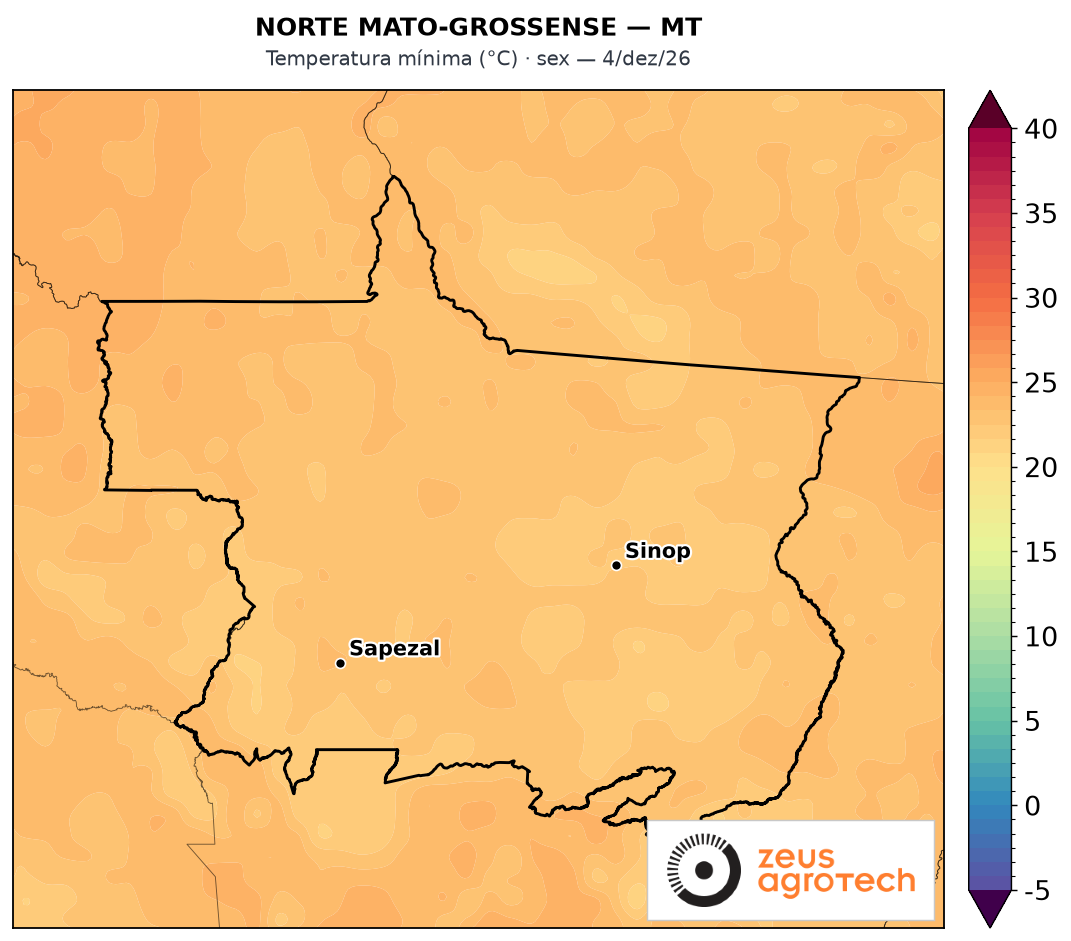 NORTE MATO-GROSSENSE — MT
Temperatura mínima (°C) · sex — 4/dez/26
40
35
30
25
20
15
10
5
0
-5
Sinop
Sapezal
zeus
agrotech